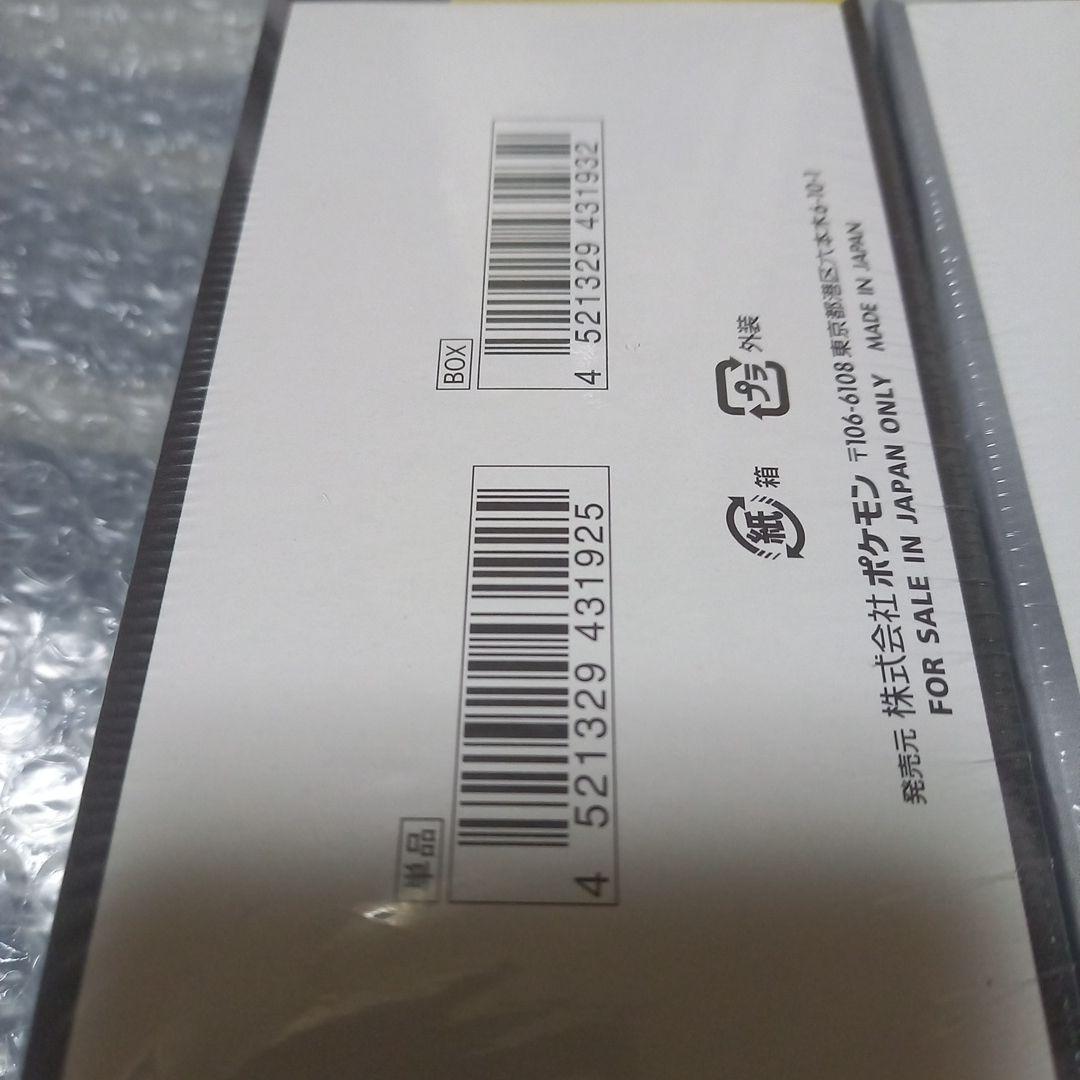 単品
4 521329 431925
BOX
4 521329 431932
紙 箱
プラ 外装
発売元 株式会社 ポケモン 〒106-6108 東京都港区六本木6-10-1
FOR SALE IN JAPAN ONLY MADE IN JAPAN